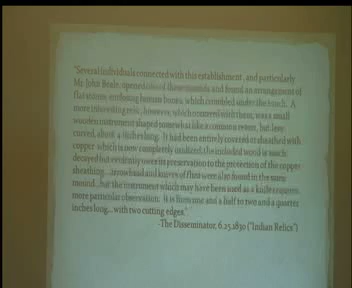 "Several individuals connected with this establishment, and particularly
Mr. John Beale, opened one of these mounds and found an arrangement of
flat stones, enclosing human bones, which crumbled under the touch. A
more interesting relic, however, which concerned them, was a small
wooden instrument shaped somewhat like a common razor, but less
curved, about 4 inches long. It had been entirely covered or sheathed with
copper which is now completely oxidized; the included wood is much
decayed but evidently owes its preservation to the protection of the copper
sheathing...arrowhead and knives of flint were also found in the same
mound...but the instrument which may have been used as a knife requires
more particular observation. It is from one and a half to two and a quarter
inches long...with two cutting edges."
-The Disseminator, 6.25.1830 ("Indian Relics")